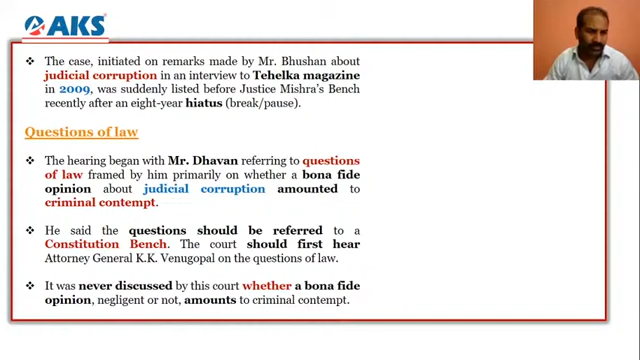 AKS
➢ The case, initiated on remarks made by Mr. Bhushan about
judicial corruption in an interview to Tehelka magazine
in 2009, was suddenly listed before Justice Mishra's Bench
recently after an eight-year hiatus (break/pause).
Questions of law
➢ The hearing began with Mr. Dhavan referring to questions
of law framed by him primarily on whether a bona fide
opinion about judicial corruption amounted to
criminal contempt.
➢ He said the questions should be referred to a
Constitution Bench. The court should first hear
Attorney General K.K. Venugopal on the questions of law.
➢ It was never discussed by this court whether a bona fide
opinion, negligent or not, amounts to criminal contempt.